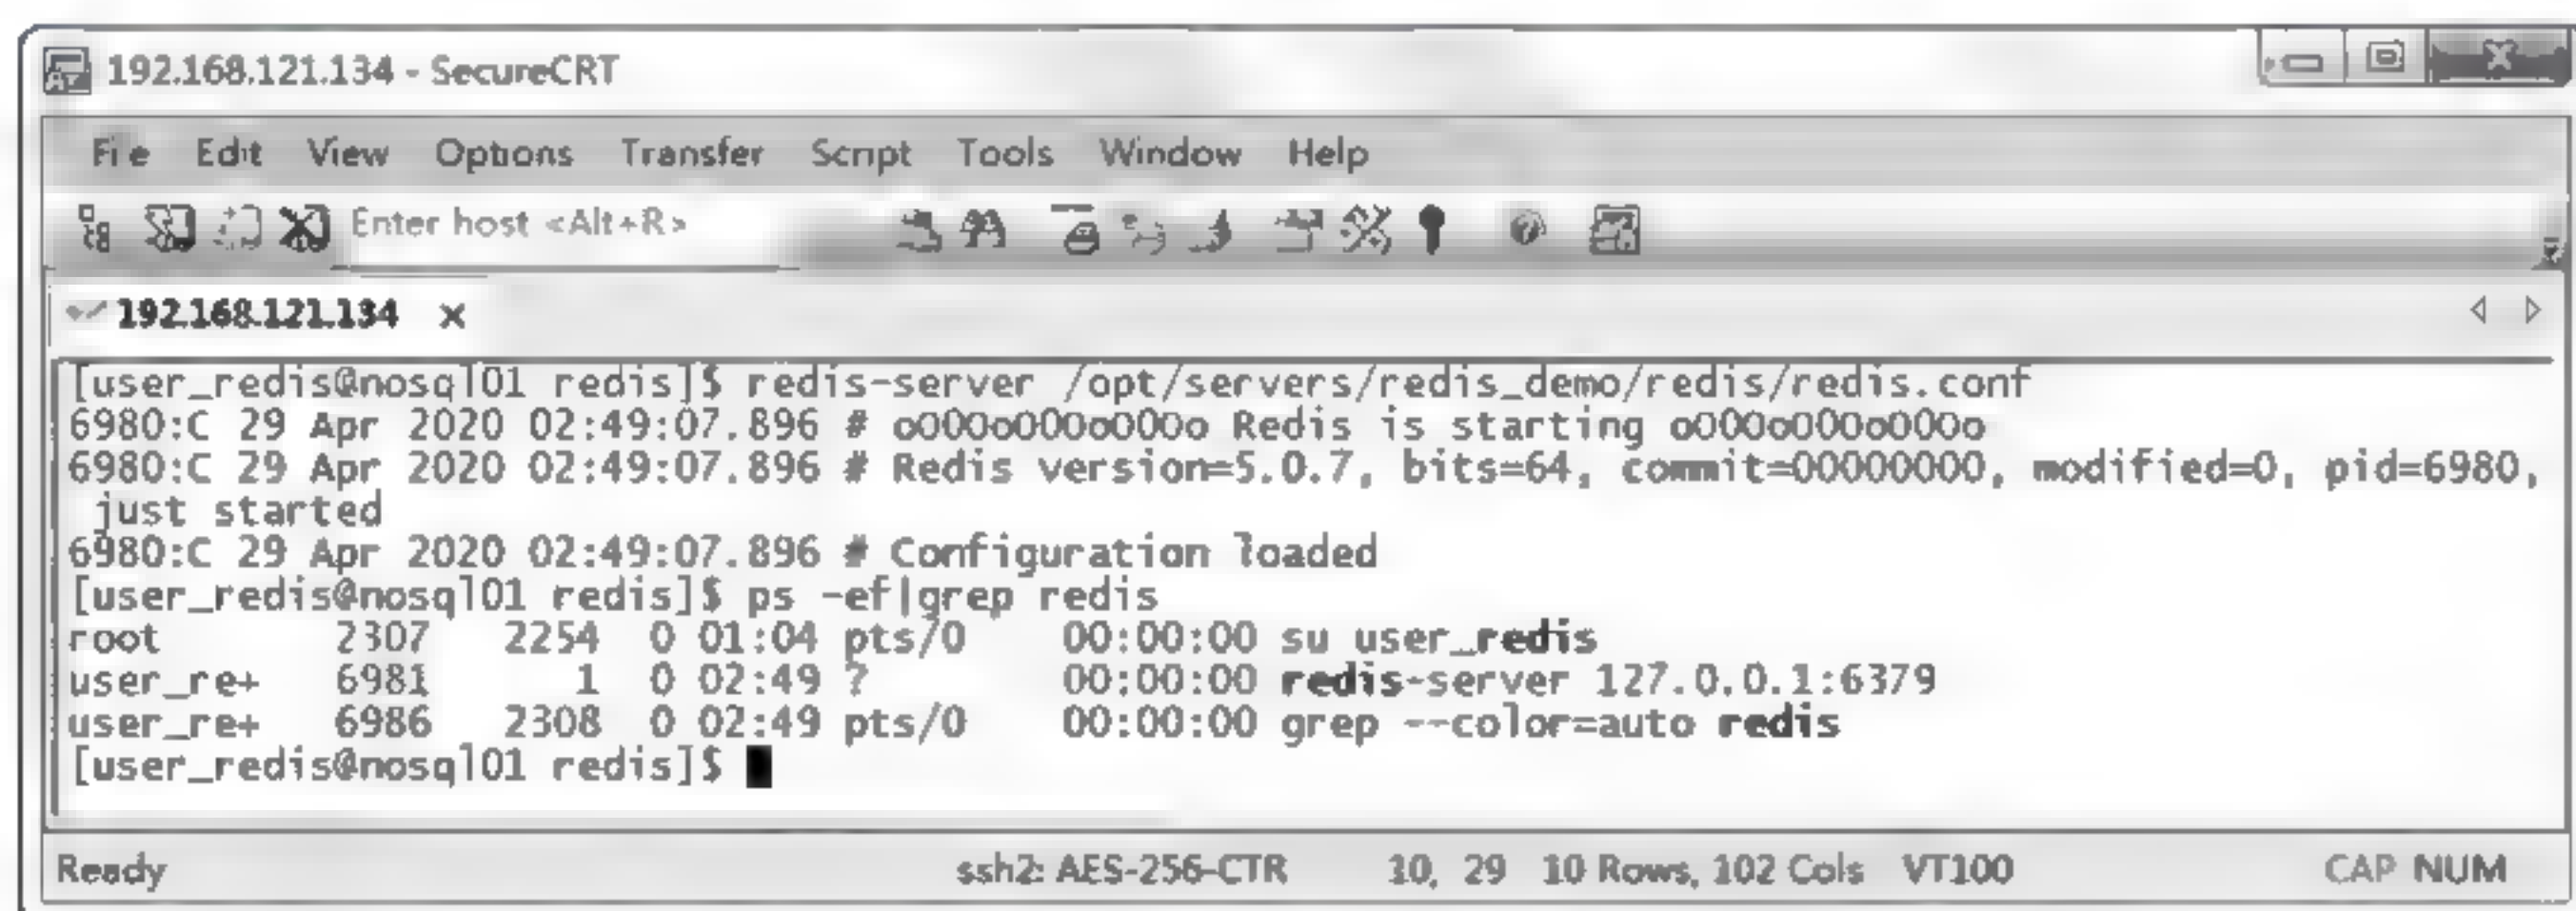 192.168.121.134 - SecureCRT
File Edit View Options Transfer Script Tools Window Help
Enter host <Alt+R>
192.168.121.134
[user_redis@nosql01 redis]$ redis-server /opt/servers/redis_demo/redis/redis.conf
6980:C 29 Apr 2020 02:49:07.896 # oO0OoO0OoO0Oo Redis is starting oO0OoO0OoO0Oo
6980:C 29 Apr 2020 02:49:07.896 # Redis version=5.0.7, bits=64, commit=00000000, modified=0, pid=6980,
just started
6980:C 29 Apr 2020 02:49:07.896 # Configuration loaded
[user_redis@nosql01 redis]$ ps -ef|grep redis
root 2307 2254 0 01:04 pts/0 00:00:00 su user_redis
user_re+ 6981 1 0 02:49 ? 00:00:00 redis-server 127.0.0.1:6379
user_re+ 6986 2308 0 02:49 pts/0 00:00:00 grep --color=auto redis
[user_redis@nosql01 redis]$
Ready ssh2: AES-256-CTR 10, 29 10 Rows, 102 Cols VT100 CAP NUM